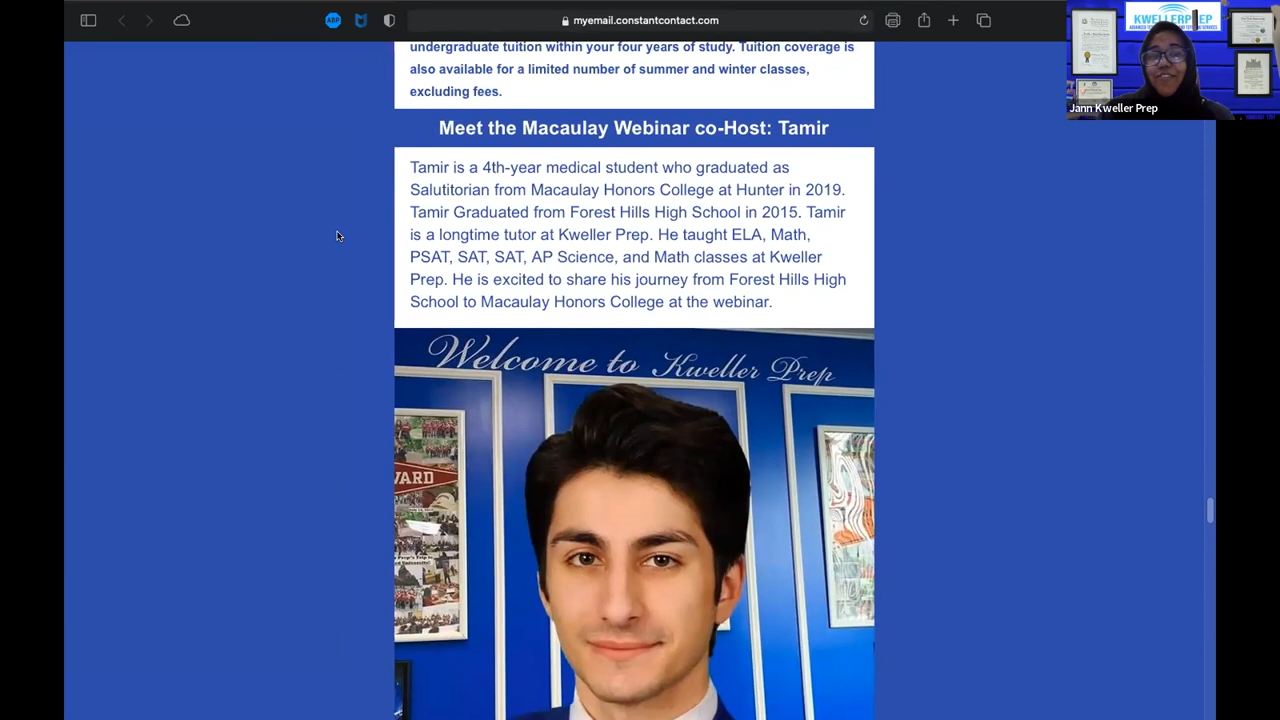 ABP
myemail.constantcontact.com
KWELLERPREP
Jann Kweller Prep
undergraduate tuition within your four years of study. Tuition coverage is
also available for a limited number of summer and winter classes,
excluding fees.
Meet the Macaulay Webinar co-Host: Tamir
Tamir is a 4th-year medical student who graduated as
Salutitorian from Macaulay Honors College at Hunter in 2019.
Tamir Graduated from Forest Hills High School in 2015. Tamir
is a longtime tutor at Kweller Prep. He taught ELA, Math,
PSAT, SAT, SAT, AP Science, and Math classes at Kweller
Prep. He is excited to share his journey from Forest Hills High
School to Macaulay Honors College at the webinar.
Welcome to Kweller Prep
VARD